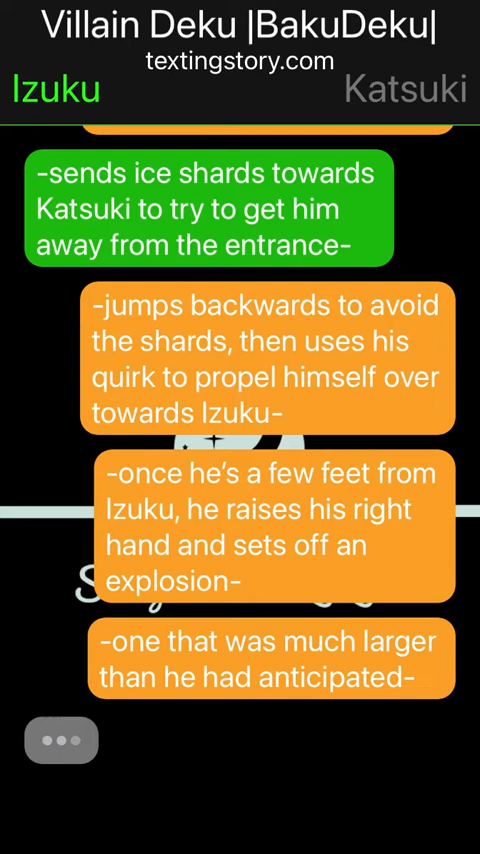 Villain Deku |BakuDeku|
textingstory.com
Izuku
Katsuki
-sends ice shards towards
Katsuki to try to get him
away from the entrance-
-jumps backwards to avoid
the shards, then uses his
quirk to propel himself over
towards Izuku-
-once he’s a few feet from
Izuku, he raises his right
hand and sets off an
explosion-
-one that was much larger
than he had anticipated-